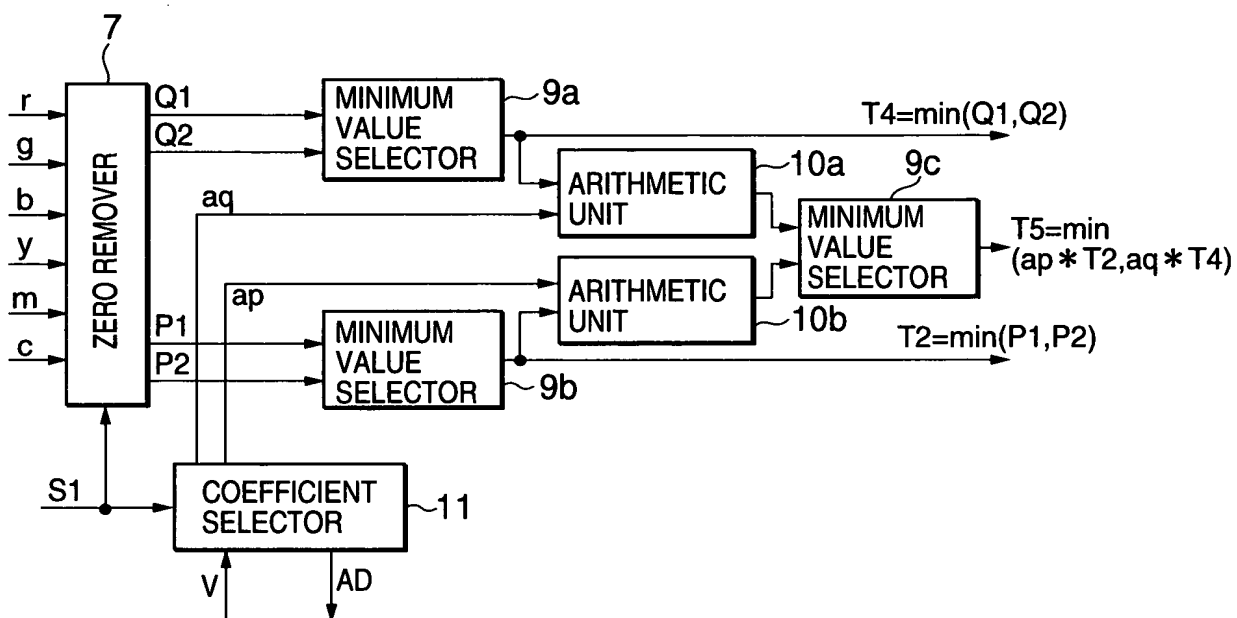 7
r
g
b
y
m
c
ZERO REMOVER
Q1
Q2
P1
P2
MINIMUM
VALUE
SELECTOR
9a
T4=min(Q1,Q2)
aq
ap
ARITHMETIC
UNIT
10a
9c
MINIMUM
VALUE
SELECTOR
T5=min
(ap*T2,aq*T4)
ARITHMETIC
UNIT
10b
MINIMUM
VALUE
SELECTOR
9b
T2=min(P1,P2)
S1
COEFFICIENT
SELECTOR
11
V
AD